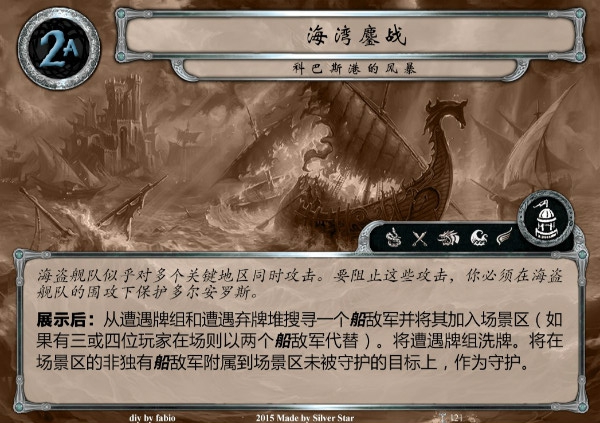 2A
海湾鏖战
科巴斯港的风暴
海盗舰队似乎对多个关键地区同时攻击。要阻止这些攻击，你必须在海盗
舰队的围攻下保护多尔安罗斯。
展示后：从遭遇牌组和遭遇弃牌堆搜寻一个船敌军并将其加入场景区（如
果有三或四位玩家在场则以两个船敌军代替）。将遭遇牌组洗牌。将在
场景区的非独有船敌军附属到场景区未被守护的目标上，作为守护。
diy by fabio 2015 Made by Silver Star 121